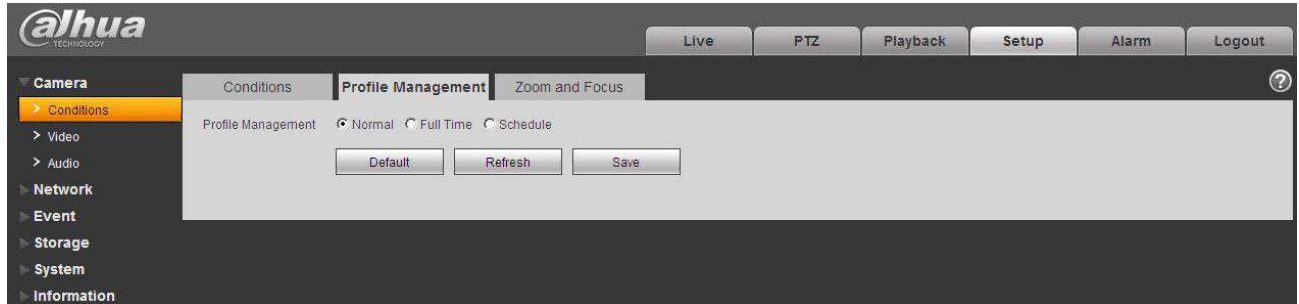 alhua
TECHNOLOGY
Live PTZ Playback Setup Alarm Logout
Camera
Conditions Profile Management Zoom and Focus ?
> Conditions
Profile Management Normal Full Time Schedule
> Video
Default Refresh Save
> Audio
Network
Event
Storage
System
Information